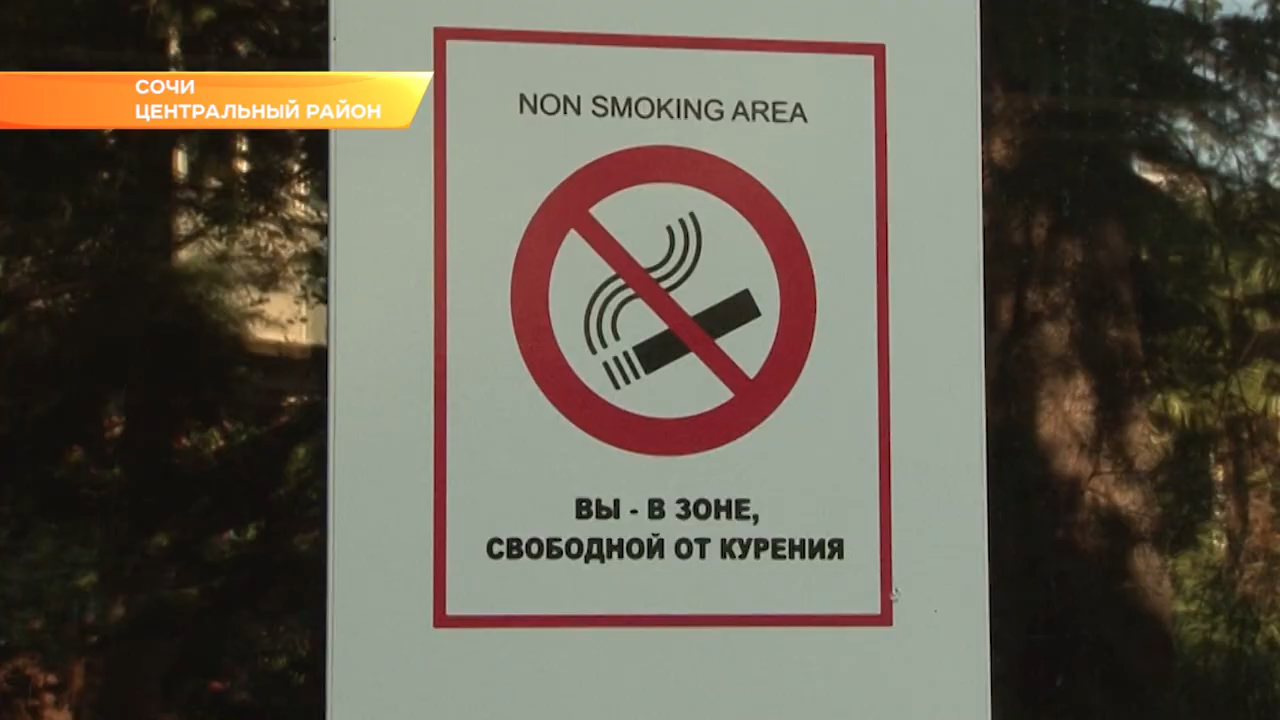 СОЧИ
ЦЕНТРАЛЬНЫЙ РАЙОН
NON SMOKING AREA
ВЫ - В ЗОНЕ,
СВОБОДНОЙ ОТ КУРЕНИЯ